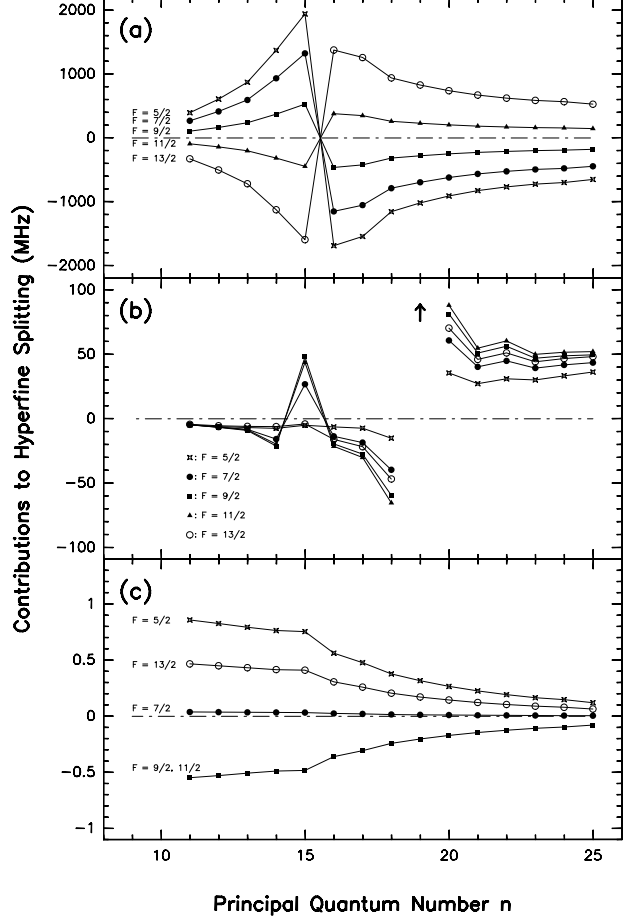 Contributions to Hyperfine Splitting (MHz)
(a)
2000
1000
0
−1000
−2000
F = 5/2
F = 7/2
F = 9/2
F = 11/2
F = 13/2
(b)
100
50
0
−50
−100
: F = 5/2
: F = 7/2
: F = 9/2
: F = 11/2
: F = 13/2
(c)
1
0.5
0
−0.5
−1
F = 5/2
F = 13/2
F = 7/2
F = 9/2, 11/2
10 15 20 25
Principal Quantum Number n